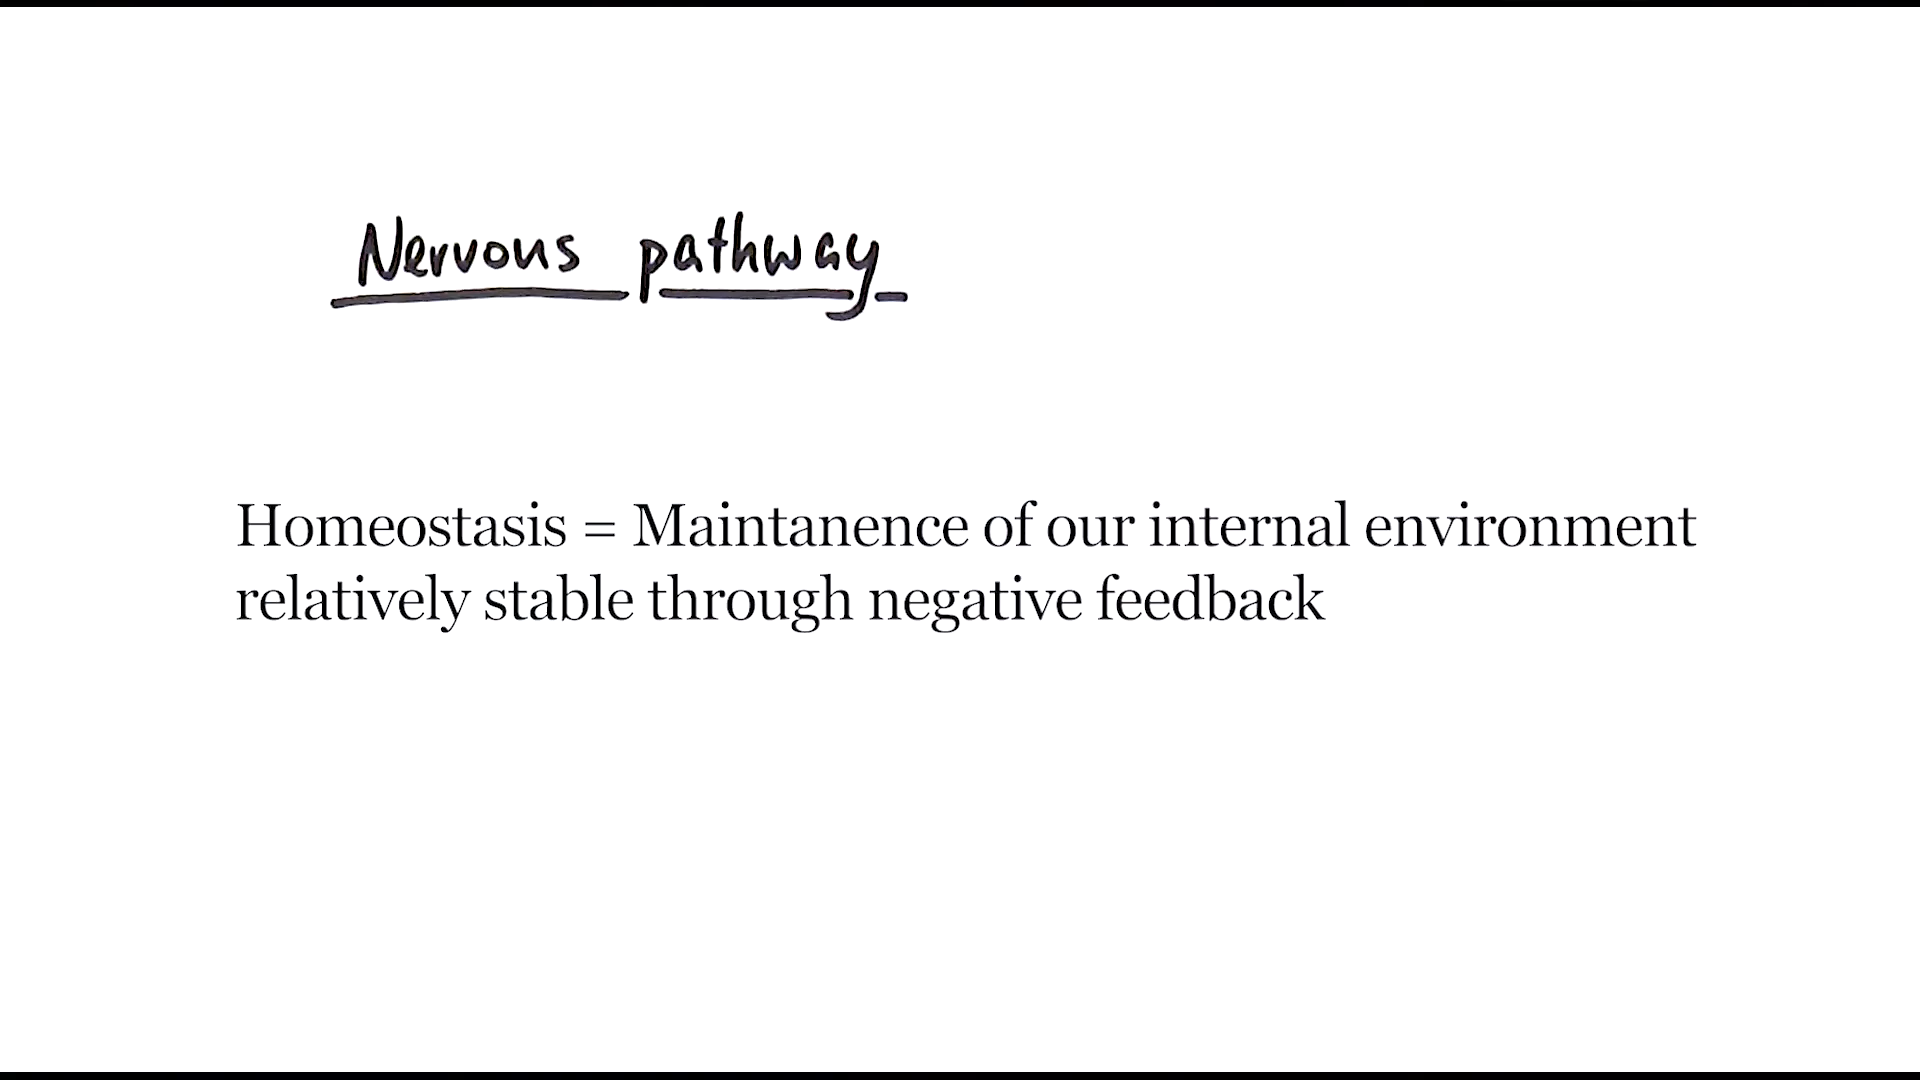 Nervous pathway
Homeostasis = Maintanence of our internal environment
relatively stable through negative feedback